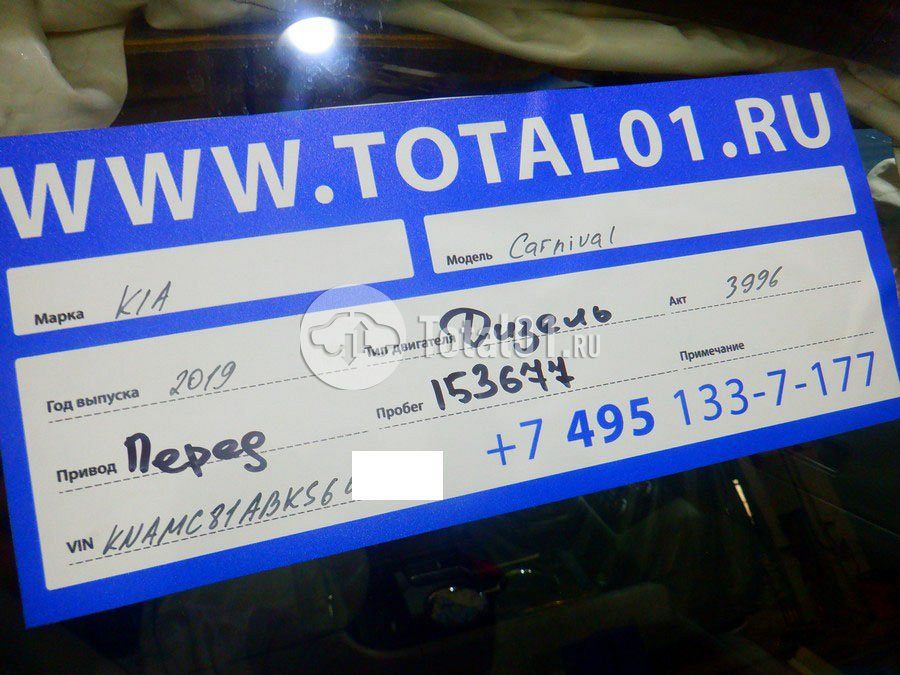 WWW.TOTAL01.RU
Марка KIA
Модель Carnival
Год выпуска 2019
Тип двигателя Дизель
Акт 3996
Привод Перед
Пробег 153677
Примечание
VIN KNAMC81ABKS6
+7 495 133-7-177
Total01.RU